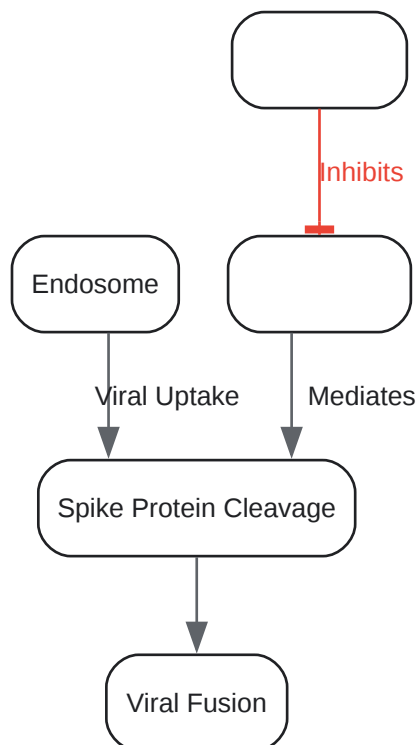 Inhibits
Endosome
Viral Uptake
Mediates
Spike Protein Cleavage
Viral Fusion